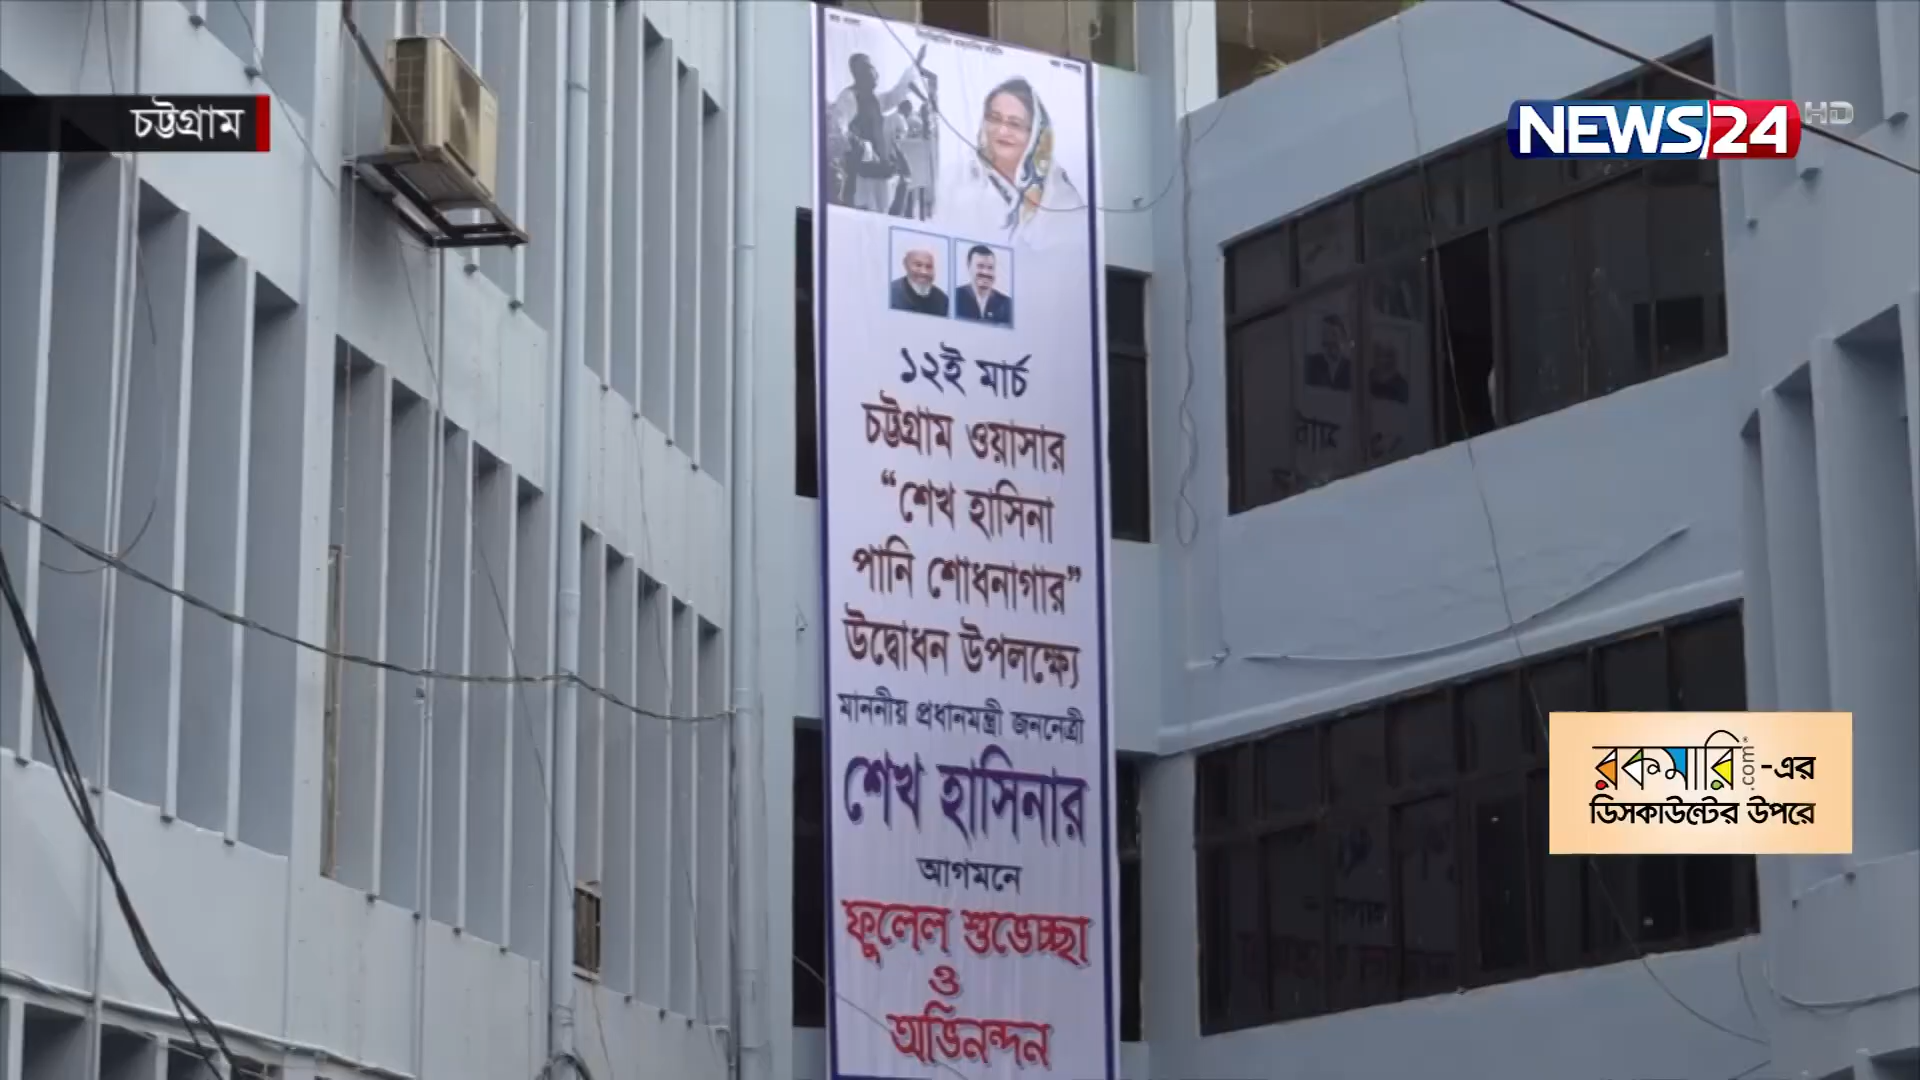 চট্টগ্রাম
NEWS24 HD
১২ই মার্চ
চট্টগ্রাম ওয়াসার
“শেখ হাসিনা
পানি শোধনাগার”
উদ্বোধন উপলক্ষ্যে
মাননীয় প্রধানমন্ত্রী জননেত্রী
শেখ হাসিনার
আগমনে
ফুলেল শুভেচ্ছা
ও
অভিনন্দন
রকমারি.com-এর
ডিসকাউন্টের উপরে